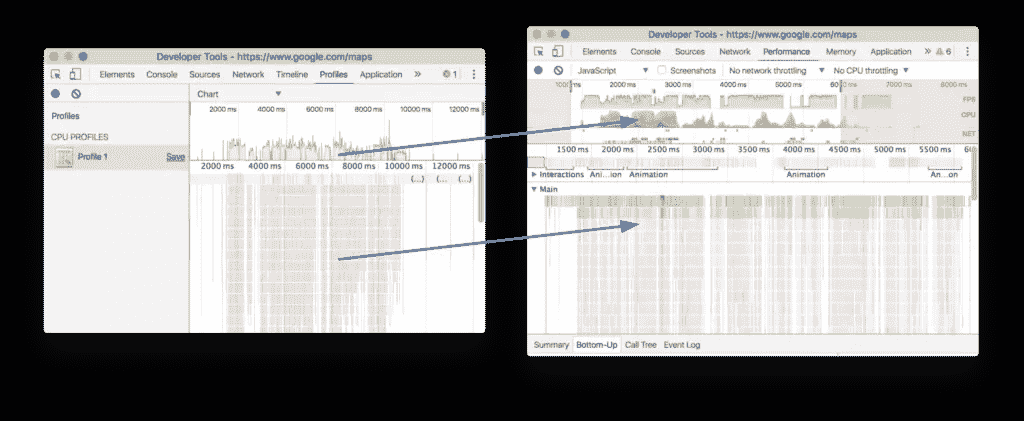 Developer Tools - https://www.google.com/maps
Elements Console Sources Network Timeline Profiles Application » 1
Profiles
CPU PROFILES
Profile 1 Save
Chart
2000 ms 4000 ms 6000 ms 8000 ms 10000 ms 12000 ms
2000 ms 4000 ms 6000 ms 8000 ms 10000 ms 12000 ms
(...) (... (...)
Developer Tools - https://www.google.com/maps
Elements Console Sources Network Performance Memory Application » 6
JavaScript Screenshots No network throttling No CPU throttling
2000 ms 3000 ms 4000 ms 5000 ms 7000 ms 8000 ms
FPS
CPU
NET
1500 ms 2000 ms 2500 ms 3000 ms 3500 ms 4000 ms 4500 ms 5000 ms 5500 ms
Interactions Ani...ion Animation Animation An...on
Main
Summary Bottom-Up Call Tree Event Log